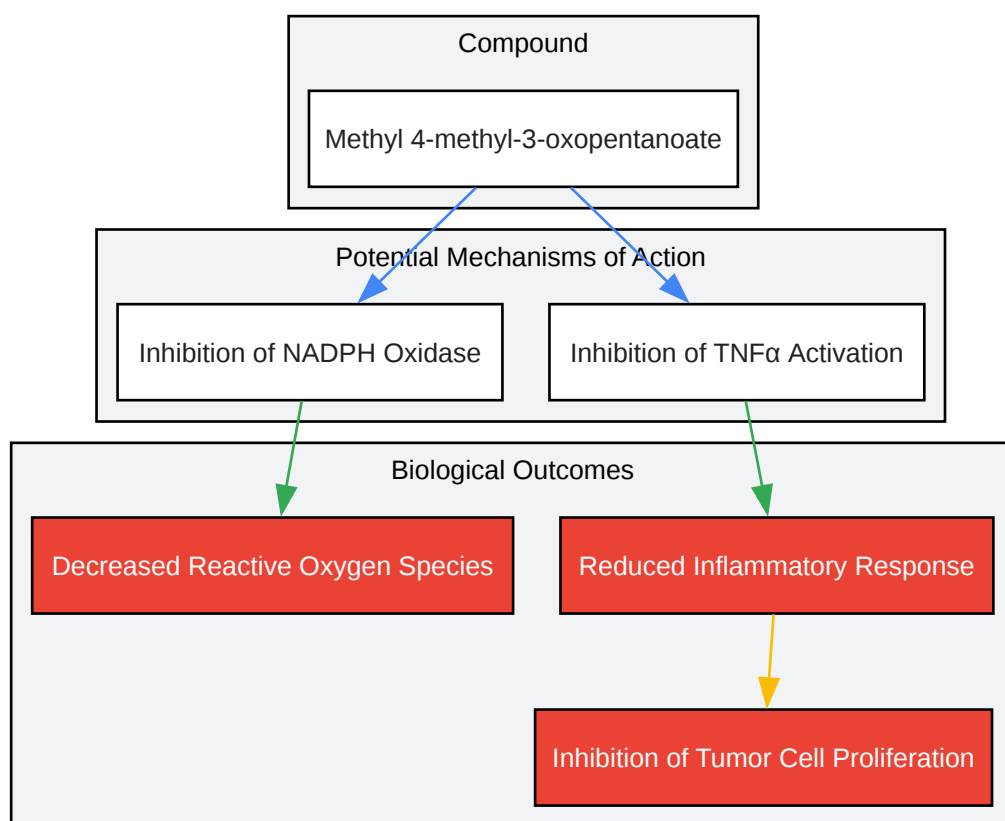 Compound
Methyl 4-methyl-3-oxopentanoate
Potential Mechanisms of Action
Inhibition of NADPH Oxidase
Inhibition of TNFα Activation
Biological Outcomes
Decreased Reactive Oxygen Species
Reduced Inflammatory Response
Inhibition of Tumor Cell Proliferation